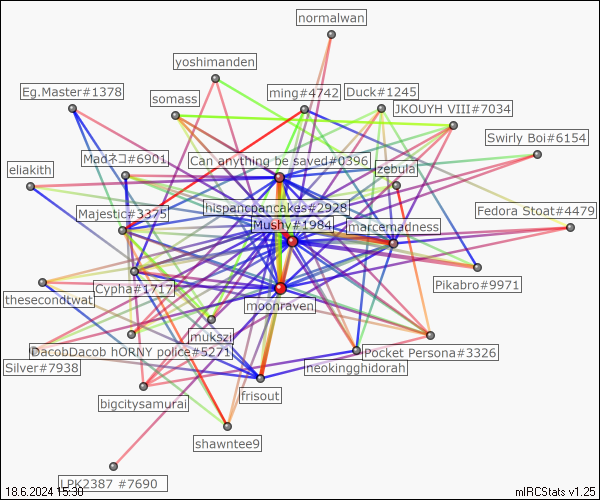 normalwan
yoshimanden
Eg.Master#1378
somass
ming#4742
Duck#1245
JKOUYH VIII#7034
Swirly Boi#6154
Madネコ#6901
Can anything be saved#0396
eliakith
zebula
hispancpancakes#2928
Majestic#3375
Mushy#1984
marcemadness
Fedora Stoat#4479
Cypha#1717
Pikabro#9971
thesecondtwat
moonraven
mukszi
DacobDacob hORNY police#5271
Pocket Persona#3326
Silver#7938
neokingghidorah
bigcitysamurai
frisout
shawntee9
LPK2387 #7690
18.6.2024 15:30
mIRCStats v1.25